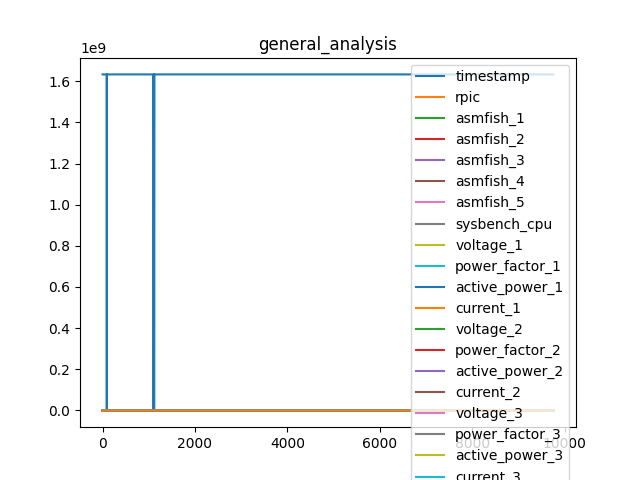 general_analysis
1e9
1.6
1.4
1.2
1.0
0.8
0.6
0.4
0.2
0.0
0
2000
4000
6000
8000
10000
timestamp
rpic
asmfish_1
asmfish_2
asmfish_3
asmfish_4
asmfish_5
sysbench_cpu
voltage_1
power_factor_1
active_power_1
current_1
voltage_2
power_factor_2
active_power_2
current_2
voltage_3
power_factor_3
active_power_3
current_3